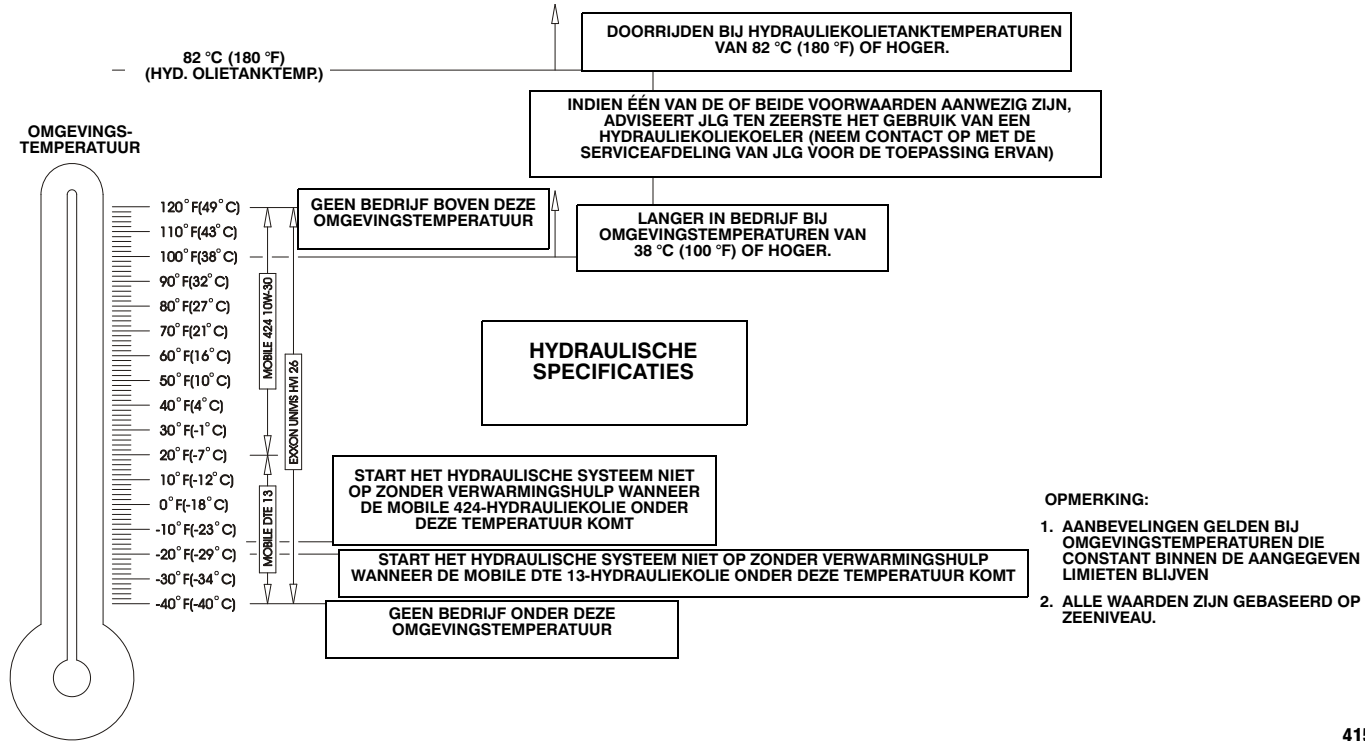 82 °C (180 °F)
(HYD. OLIETANKTEMP.)
DOORRIJDEN BIJ HYDRAULIEKOLIETANKTEMPERATUREN
VAN 82 °C (180 °F) OF HOGER.
INDIEN ÉÉN VAN DE OF BEIDE VOORWAARDEN AANWEZIG ZIJN,
ADVISEERT JLG TEN ZEERSTE HET GEBRUIK VAN EEN
HYDRAULIEKOLIEKOELER (NEEM CONTACT OP MET DE
SERVICEAFDELING VAN JLG VOOR DE TOEPASSING ERVAN)
OMGEVINGS-
TEMPERATUUR
GEEN BEDRIJF BOVEN DEZE
OMGEVINGSTEMPERATUUR
LANGER IN BEDRIJF BIJ
OMGEVINGSTEMPERATUREN VAN
38 °C (100 °F) OF HOGER.
120°F(49°C)
110°F(43°C)
100°F(38°C)
90°F(32°C)
80°F(27°C)
70°F(21°C)
60°F(16°C)
50°F(10°C)
40°F(4°C)
30°F(-1°C)
20°F(-7°C)
10°F(-12°C)
0°F(-18°C)
-10°F(-23°C)
-20°F(-29°C)
-30°F(-34°C)
-40°F(-40°C)
MOBILE 424 10W-30
MOBILE DTE 13
EXXON UNIVIS HVI 26
HYDRAULISCHE
SPECIFICATIES
START HET HYDRAULISCHE SYSTEEM NIET
OP ZONDER VERWARMINGSHULP WANNEER
DE MOBILE 424-HYDRAULIEKOLIE ONDER
DEZE TEMPERATUUR KOMT
START HET HYDRAULISCHE SYSTEEM NIET OP ZONDER VERWARMINGSHULP
WANNEER DE MOBILE DTE 13-HYDRAULIEKOLIE ONDER DEZE TEMPERATUUR KOMT
GEEN BEDRIJF ONDER DEZE
OMGEVINGSTEMPERATUUR
OPMERKING:
1. AANBEVELINGEN GELDEN BIJ
OMGEVINGSTEMPERATUREN DIE
CONSTANT BINNEN DE AANGEGEVEN
LIMIETEN BLIJVEN
2. ALLE WAARDEN ZIJN GEBASEERD OP
ZEENIVEAU.
415